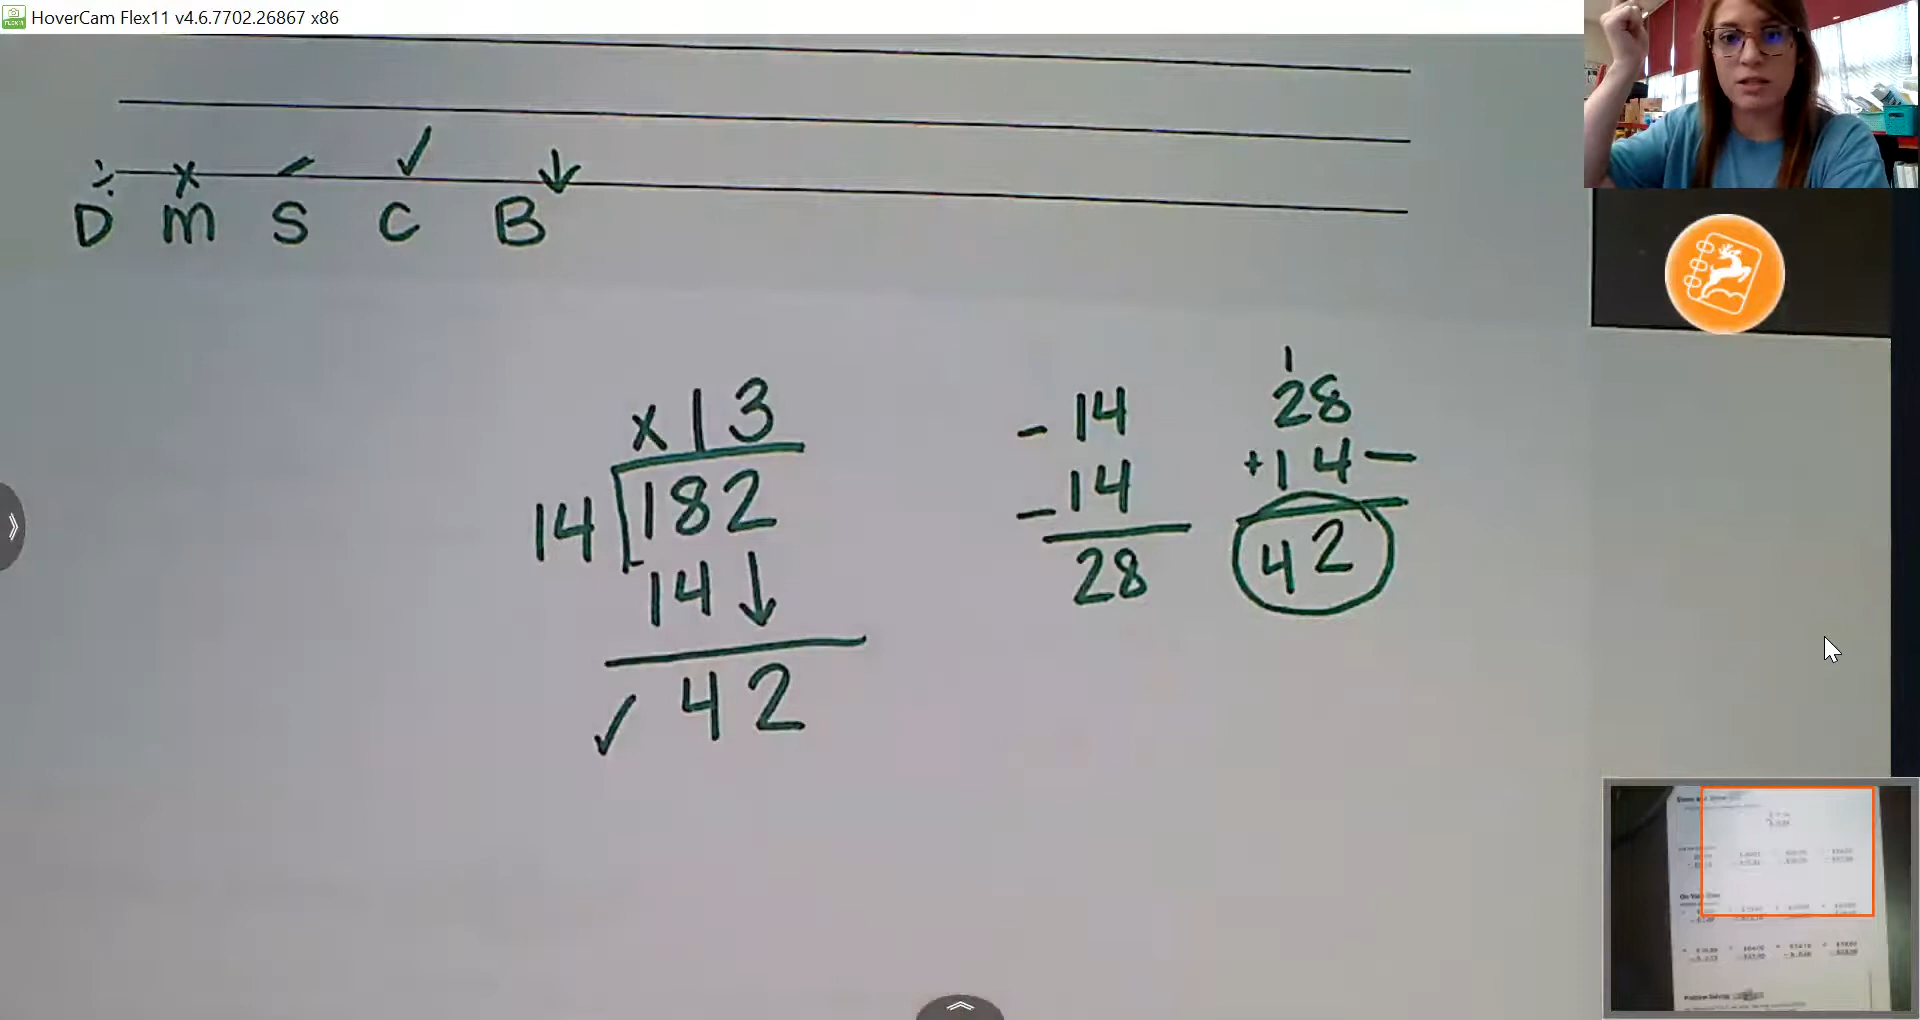 HoverCam Flex11 v4.6.7702.26867 x86
÷ × - ✓ ↓
D M S C B
x 1 3
14 182
14 ↓
✓ 42
- 14
- 14
28
1
28
+ 14 -
42